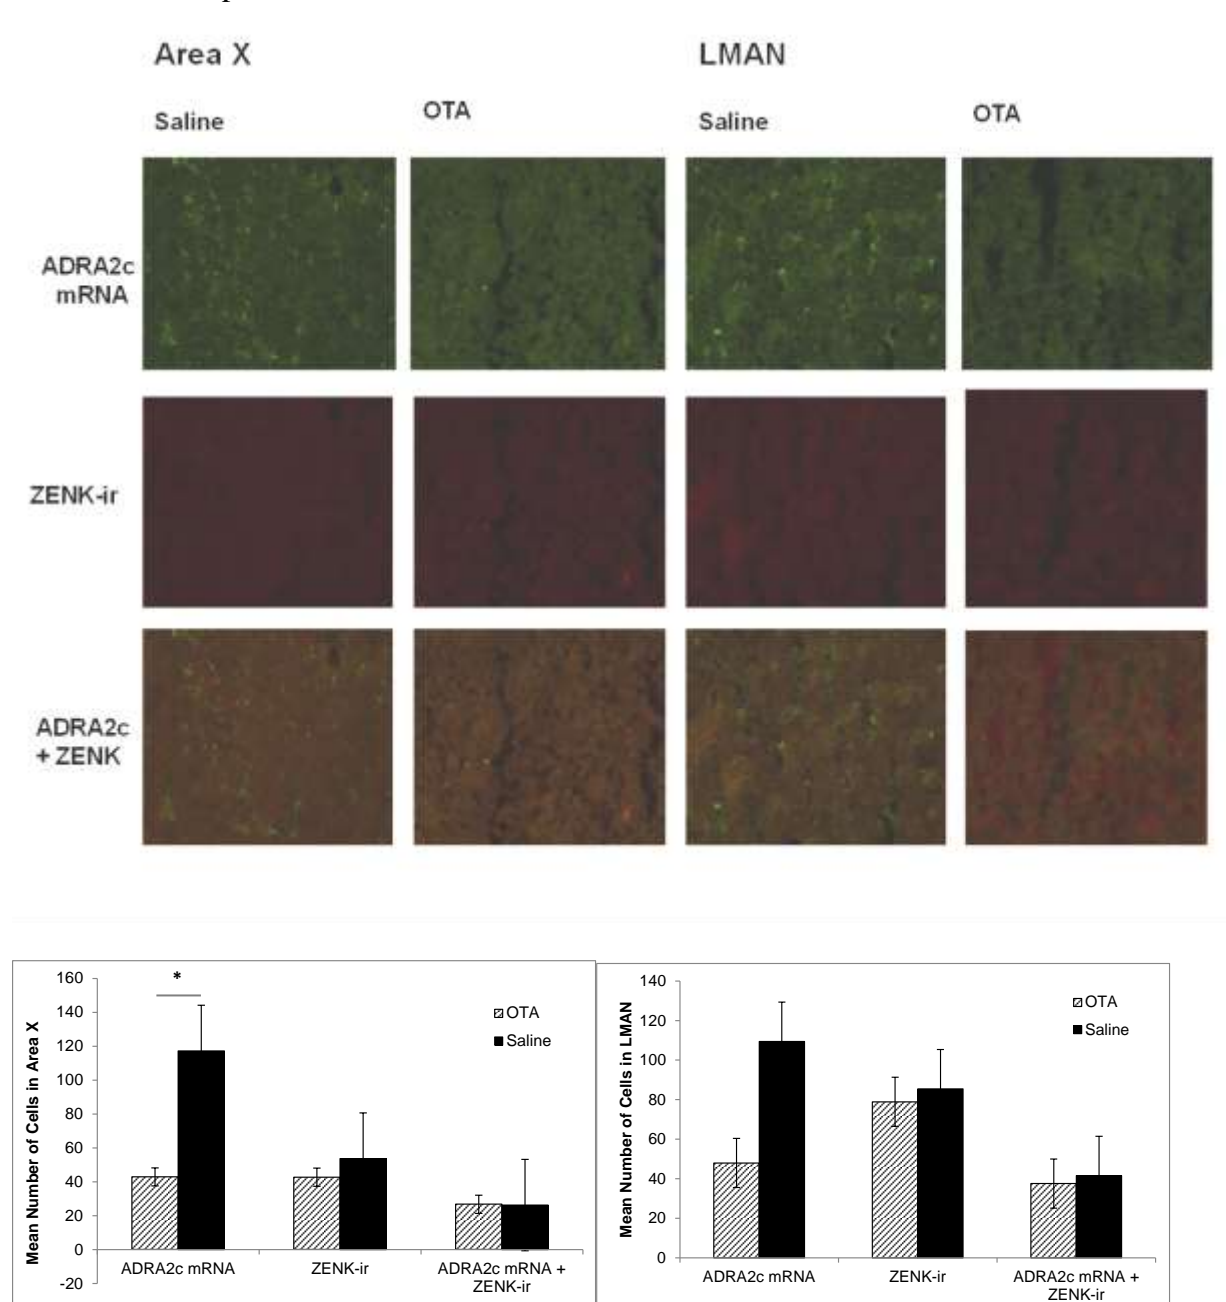 Area X
LMAN
Saline
OTA
Saline
OTA
ADRA2c
mRNA
ZENK-ir
ADRA2c
+ ZENK
Mean Number of Cells in Area X
160
140
120
100
80
60
40
20
0
-20
*
OTA
Saline
ADRA2c mRNA
ZENK-ir
ADRA2c mRNA +
ZENK-ir
Mean Number of Cells in LMAN
140
120
100
80
60
40
20
0
OTA
Saline
ADRA2c mRNA
ZENK-ir
ADRA2c mRNA +
ZENK-ir